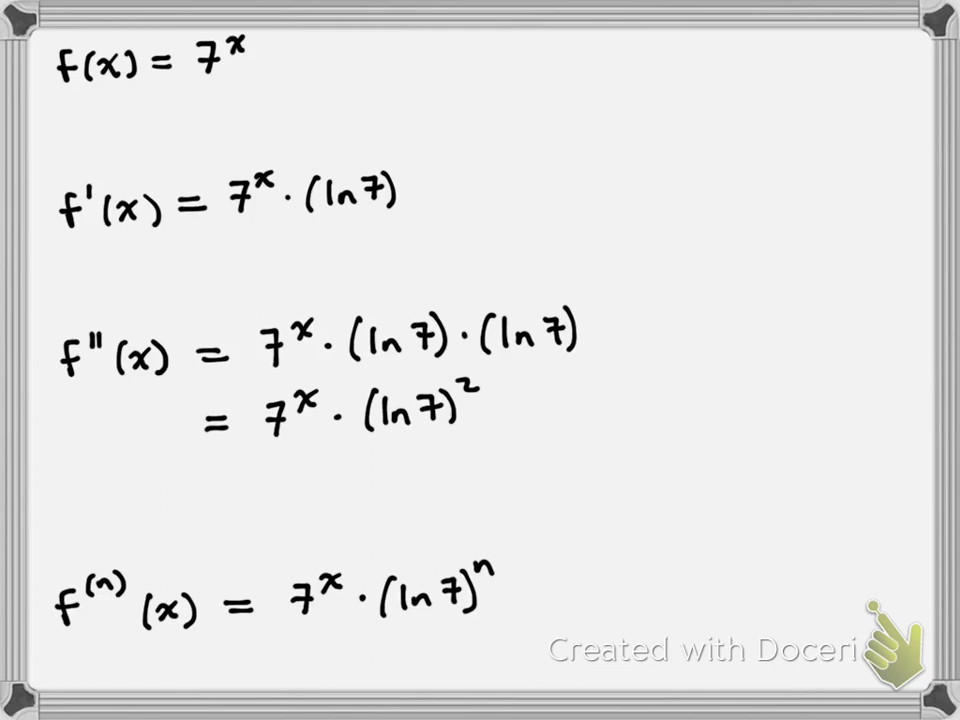 f(x) = 7^x
f'(x) = 7^x · (ln 7)
f''(x) = 7^x · (ln 7) · (ln 7)
= 7^x · (ln 7)^2
f^(n) (x) = 7^x · (ln 7)^n
Created with Doceri